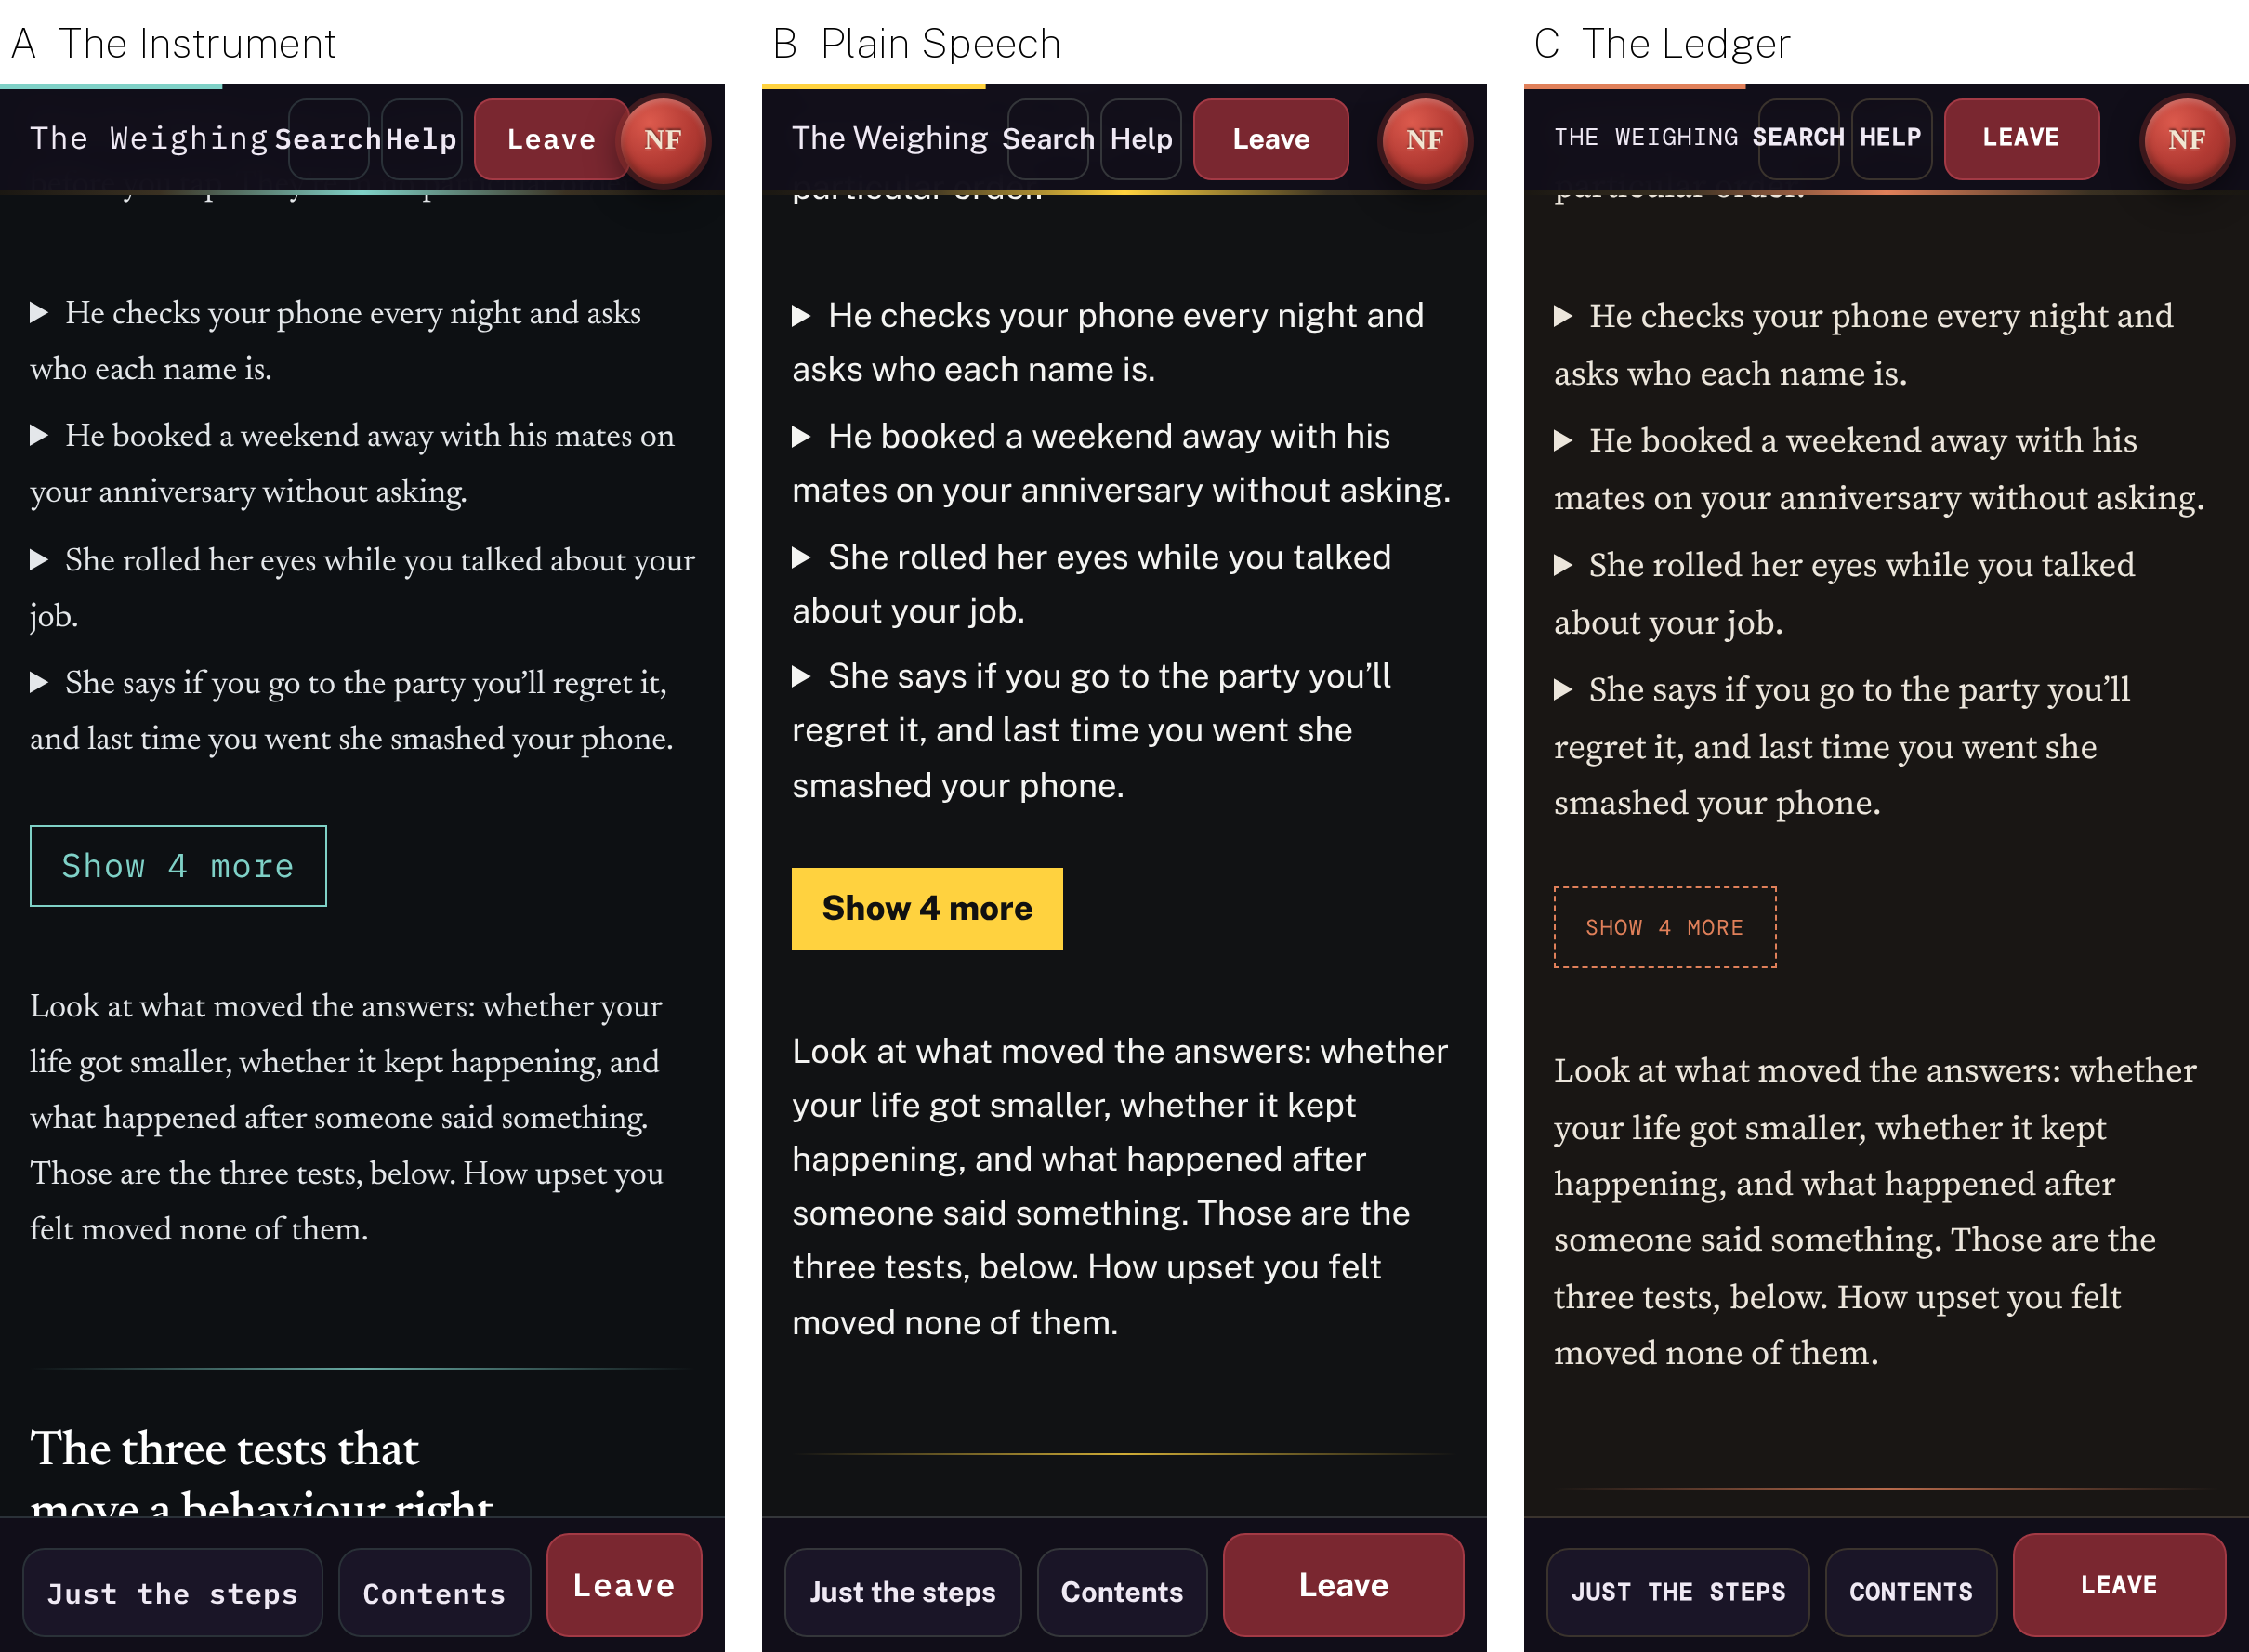 A The Instrument
The Weighing Search Help Leave NF
▶ He checks your phone every night and asks
who each name is.
▶ He booked a weekend away with his mates on
your anniversary without asking.
▶ She rolled her eyes while you talked about your
job.
▶ She says if you go to the party you’ll regret it,
and last time you went she smashed your phone.
Show 4 more
Look at what moved the answers: whether your
life got smaller, whether it kept happening, and
what happened after someone said something.
Those are the three tests, below. How upset you
felt moved none of them.
The three tests that
move a behaviour right
Just the steps Contents Leave
B Plain Speech
The Weighing Search Help Leave NF
particular order.
▶ He checks your phone every night and
asks who each name is.
▶ He booked a weekend away with his
mates on your anniversary without asking.
▶ She rolled her eyes while you talked
about your job.
▶ She says if you go to the party you’ll
regret it, and last time you went she
smashed your phone.
Show 4 more
Look at what moved the answers: whether
your life got smaller, whether it kept
happening, and what happened after
someone said something. Those are the
three tests, below. How upset you felt
moved none of them.
Just the steps Contents Leave
C The Ledger
THE WEIGHING SEARCH HELP LEAVE NF
particular order.
▶ He checks your phone every night and
asks who each name is.
▶ He booked a weekend away with his
mates on your anniversary without asking.
▶ She rolled her eyes while you talked
about your job.
▶ She says if you go to the party you’ll
regret it, and last time you went she
smashed your phone.
SHOW 4 MORE
Look at what moved the answers: whether
your life got smaller, whether it kept
happening, and what happened after
someone said something. Those are the
three tests, below. How upset you felt
moved none of them.
JUST THE STEPS CONTENTS LEAVE